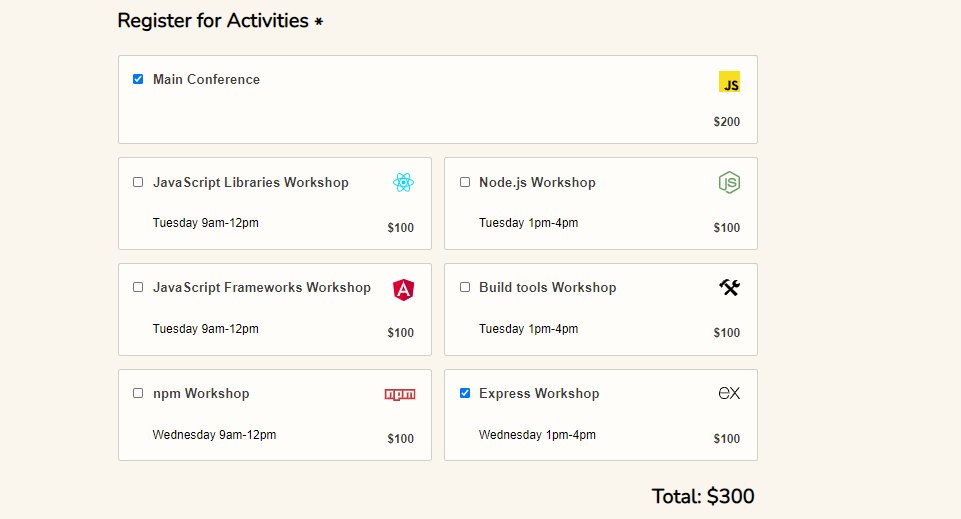 Register for Activities *
Main Conference
JS
$200
JavaScript Libraries Workshop
Tuesday 9am-12pm
$100
Node.js Workshop
JS
Tuesday 1pm-4pm
$100
JavaScript Frameworks Workshop
A
Tuesday 9am-12pm
$100
Build tools Workshop
Tuesday 1pm-4pm
$100
npm Workshop
npm
Wednesday 9am-12pm
$100
Express Workshop
ex
Wednesday 1pm-4pm
$100
Total: $300